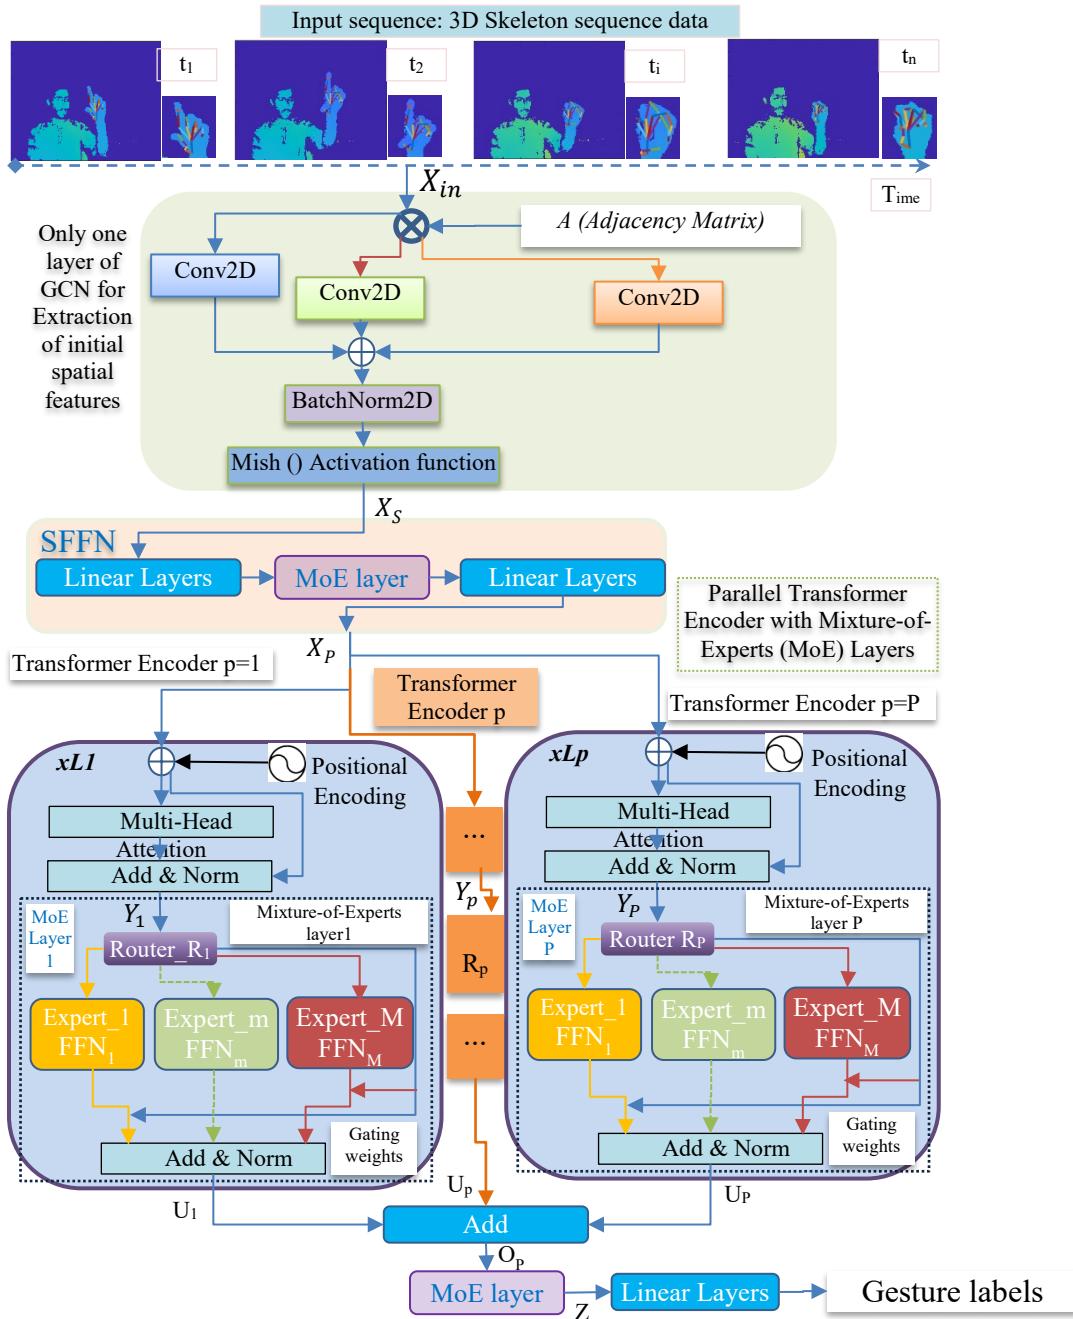 Input sequence: 3D Skeleton sequence data
t1
t2
ti
tn
Time
Xin
A (Adjacency Matrix)
Only one
layer of
GCN for
Extraction
of initial
spatial
features
Conv2D
Conv2D
Conv2D
BatchNorm2D
Mish () Activation function
XS
SFFN
Linear Layers
MoE layer
Linear Layers
Parallel Transformer
Encoder with Mixture-of-
Experts (MoE) Layers
XP
Transformer Encoder p=1
Transformer
Encoder p
Transformer Encoder p=P
xL1
Positional
Encoding
Multi-Head
Attention
Add & Norm
Y1
MoE
Layer
1
Mixture-of-Experts
layer1
Router_R1
Expert_1
FFN1
Expert_m
FFNm
Expert_M
FFNM
Add & Norm
Gating
weights
U1
...
Yp
Rp
...
Up
xLp
Positional
Encoding
Multi-Head
Attention
Add & Norm
YP
MoE
Layer
P
Mixture-of-Experts
layer P
Router RP
Expert_1
FFN1
Expert_m
FFNm
Expert_M
FFNM
Add & Norm
Gating
weights
UP
Add
OP
MoE layer
Z
Linear Layers
Gesture labels